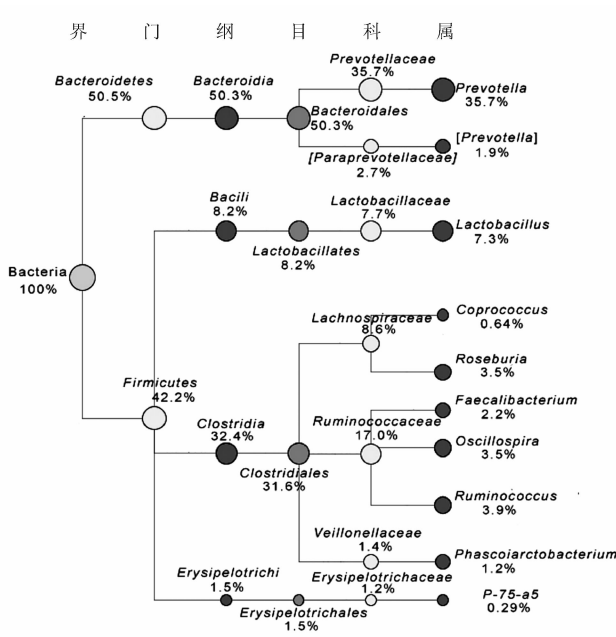 界 门 纲 目 科 属
Prevotellaceae
35.7%
Bacteroidetes
50.5%
Bacteroidia
50.3%
Prevotella
35.7%
Bacteroidales
50.3%
[Prevotella]
1.9%
[Paraprevotellaceae]
2.7%
Bacili
8.2%
Lactobacillaceae
7.7%
Lactobacillus
7.3%
Lactobacillates
8.2%
Bacteria
100%
Coprococcus
0.64%
Lachnospiraceae
8.6%
Roseburia
3.5%
Firmicutes
42.2%
Faecalibacterium
2.2%
Clostridia
32.4%
Ruminococcaceae
17.0%
Oscillospira
3.5%
Clostridiales
31.6%
Ruminococcus
3.9%
Veillonellaceae
1.4%
Phascoiarctobacterium
1.2%
Erysipelotrichi
1.5%
Erysipelotrichaceae
1.2%
P-75-a5
0.29%
Erysipelotrichales
1.5%